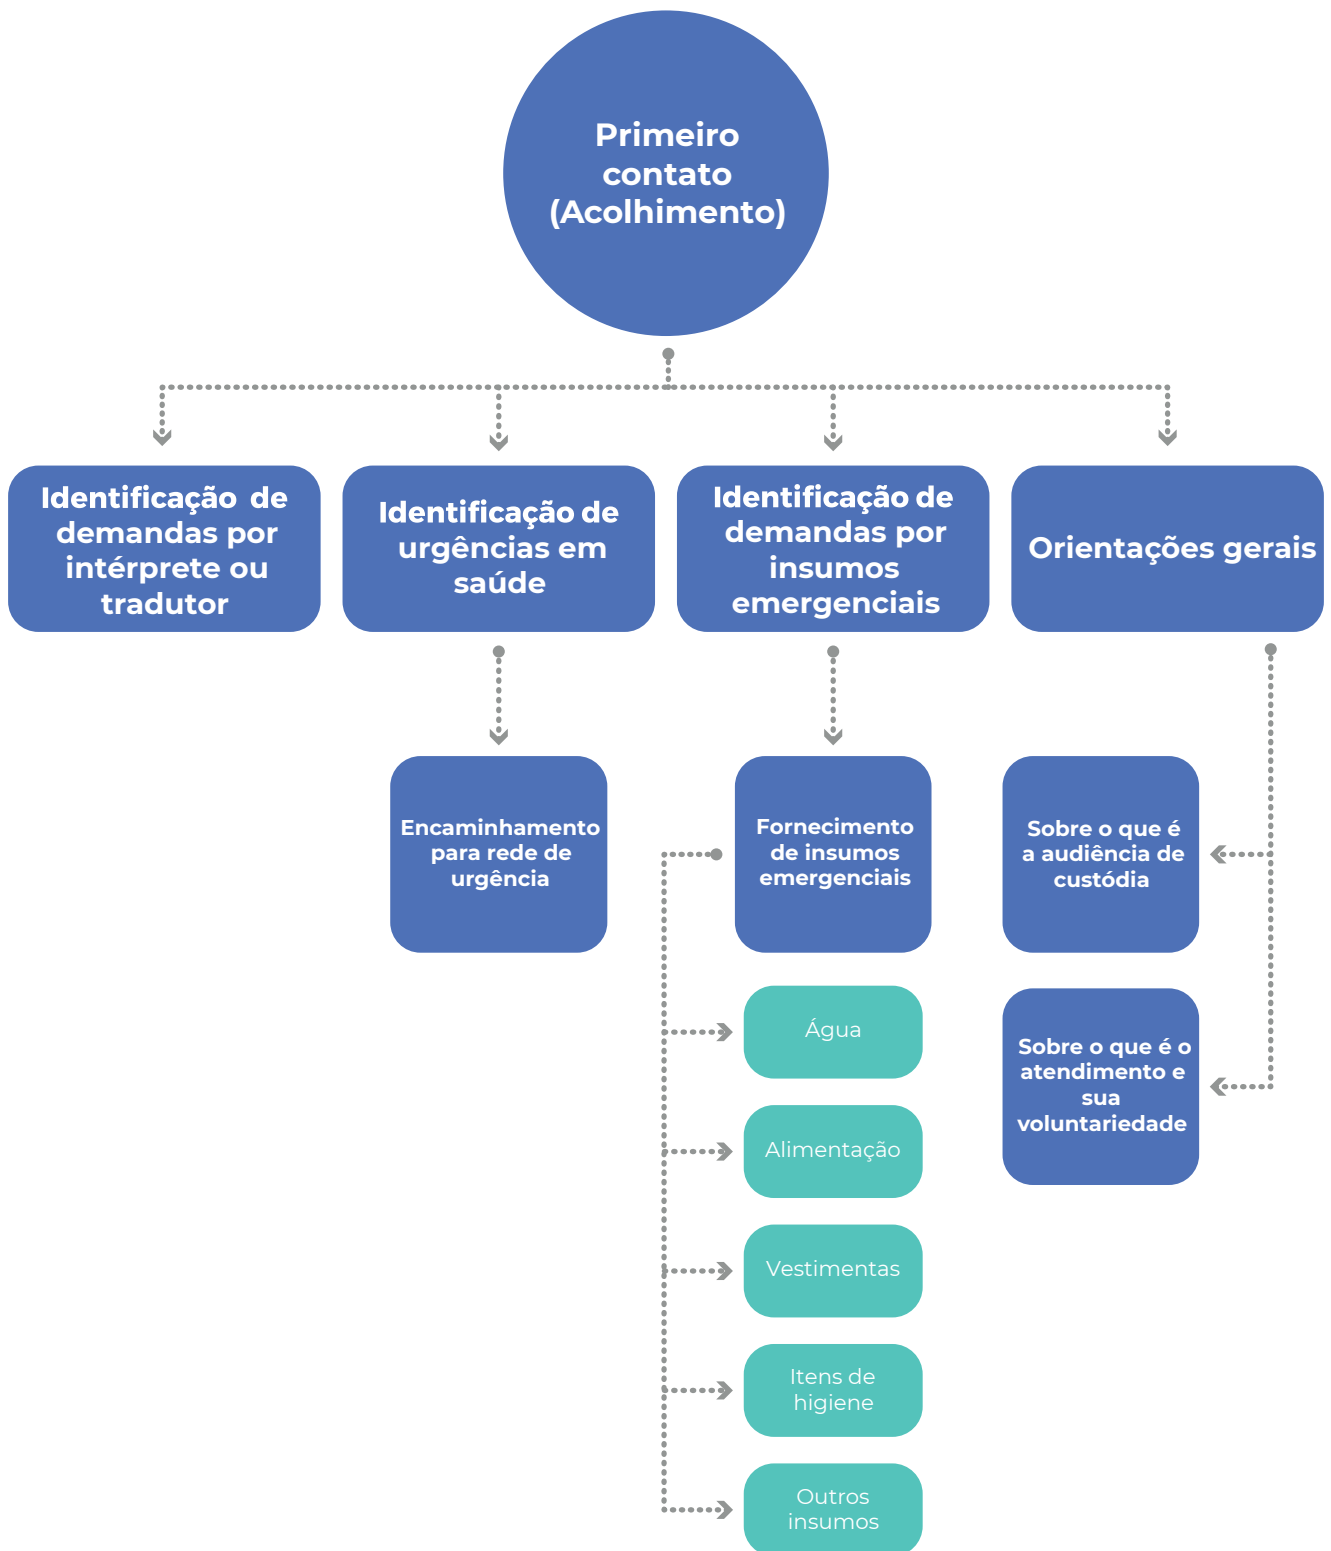 Primeiro
contato
(Acolhimento)
Identificação de
demandas por
intérprete ou
tradutor
Identificação de
urgências em
saúde
Identificação de
demandas por
insumos
emergenciais
Orientações gerais
Encaminhamento
para rede de
urgência
Fornecimento
de insumos
emergenciais
Sobre o que é
a audiência de
custódia
Água
Sobre o que é o
atendimento e
sua
voluntariedade
Alimentação
Vestimentas
Itens de
higiene
Outros
insumos